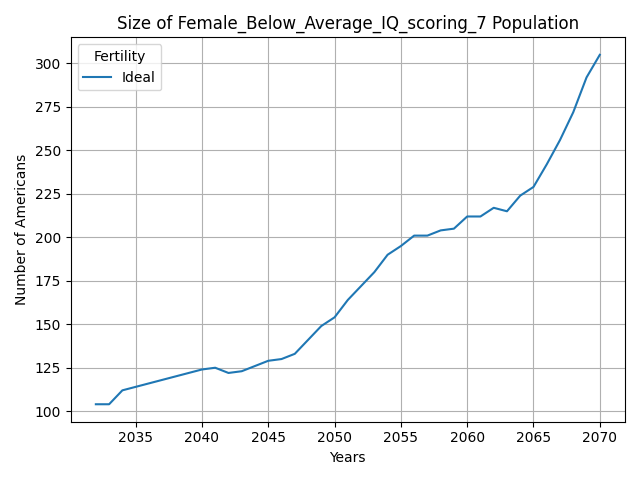 Size of Female_Below_Average_IQ_scoring_7 Population
Fertility
Ideal
Number of Americans
300
275
250
225
200
175
150
125
100
2035 2040 2045 2050 2055 2060 2065 2070
Years